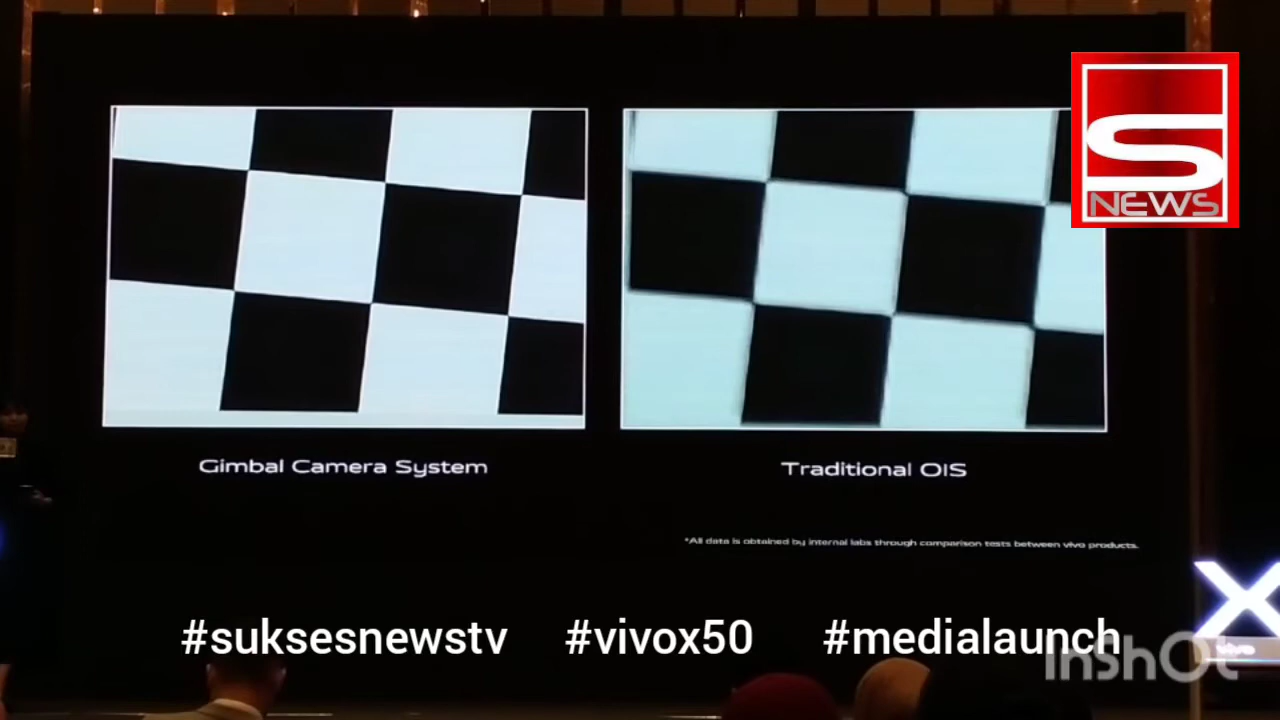 S
NEWS
Gimbal Camera System
Traditional OIS
*All data is obtained by internal labs through comparison tests between vivo products.
X
vivo
#suksesnewstv #vivox50 #medialaunch
InShOt